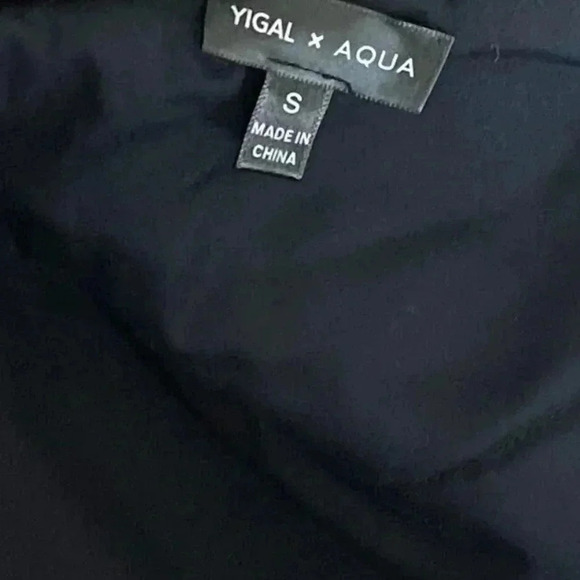 YIGAL x AQUA
S
MADE IN
CHINA